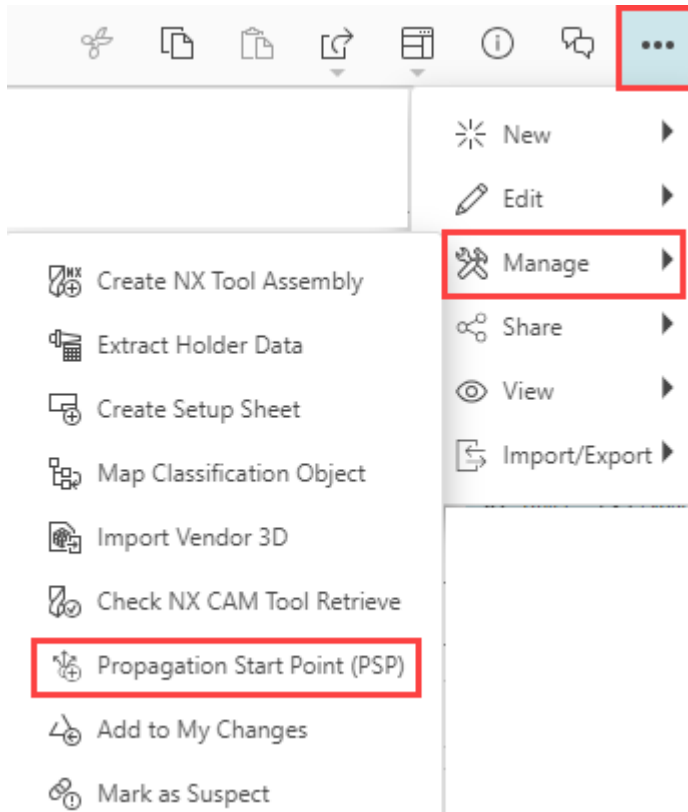 New
Edit
Manage
Share
View
Import/Export
NX
Create NX Tool Assembly
Extract Holder Data
Create Setup Sheet
Map Classification Object
Import Vendor 3D
Check NX CAM Tool Retrieve
Propagation Start Point (PSP)
Add to My Changes
Mark as Suspect